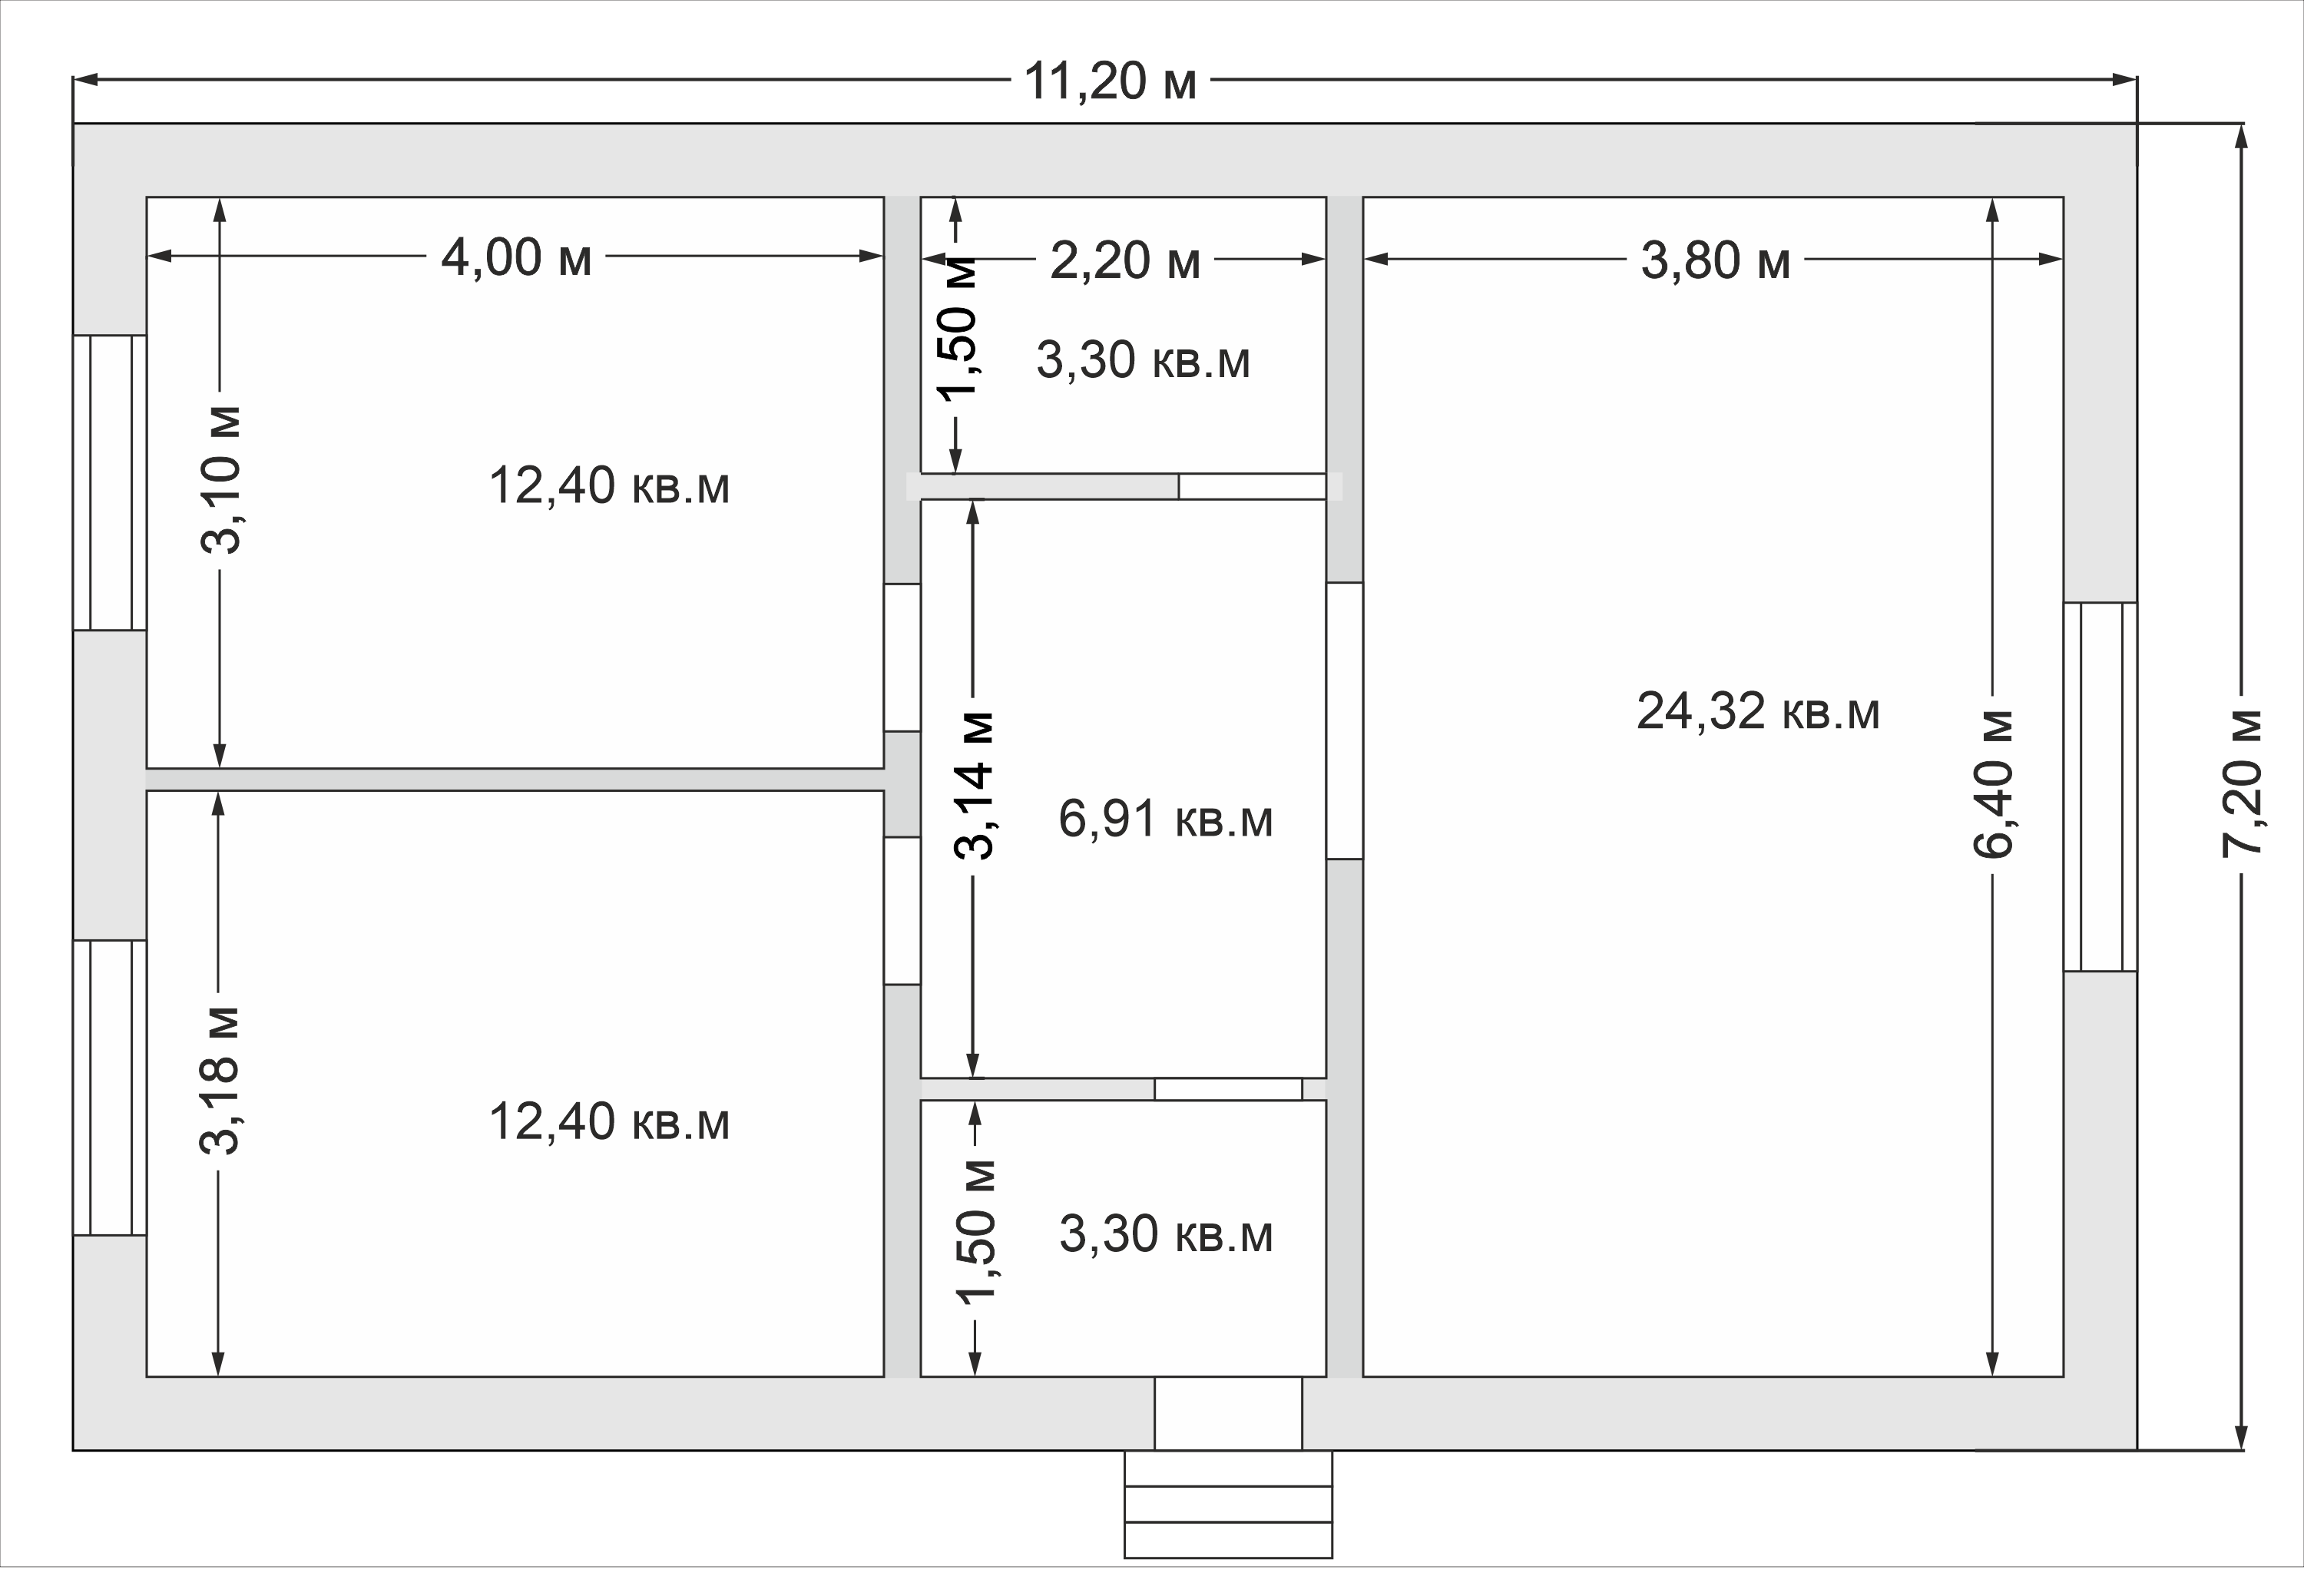 11,20 м
4,00 м
2,20 м
3,80 м
1,50 м
3,30 кв.м
3,10 м
12,40 кв.м
24,32 кв.м
6,40 м
7,20 м
3,14 м
6,91 кв.м
3,18 м
12,40 кв.м
1,50 м
3,30 кв.м